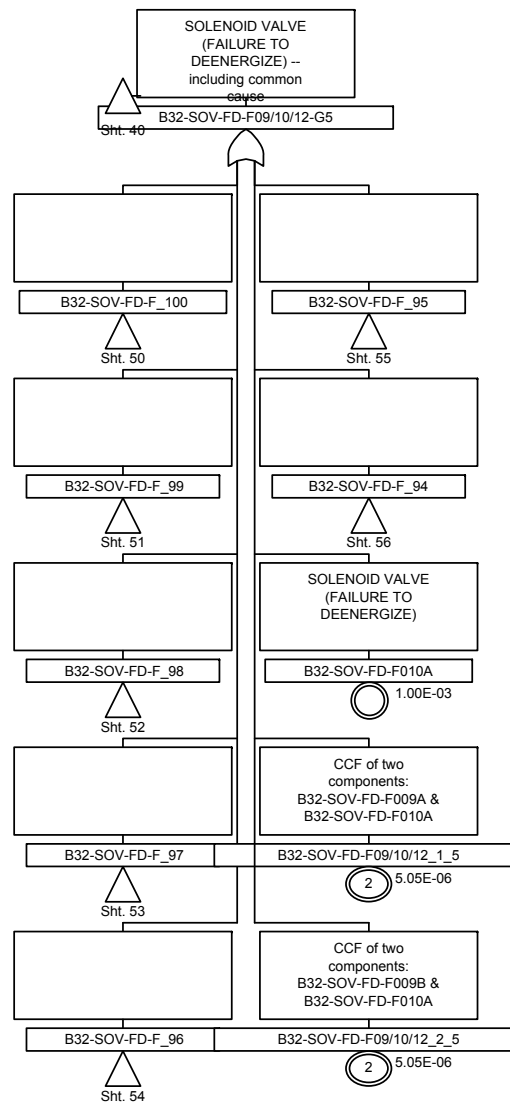 SOLENOID VALVE
(FAILURE TO
DEENERGIZE) --
including common
cause
Sht. 40
B32-SOV-FD-F09/10/12-G5
B32-SOV-FD-F_100
Sht. 50
B32-SOV-FD-F_95
Sht. 55
B32-SOV-FD-F_99
Sht. 51
B32-SOV-FD-F_94
Sht. 56
B32-SOV-FD-F_98
Sht. 52
SOLENOID VALVE
(FAILURE TO
DEENERGIZE)
B32-SOV-FD-F010A
1.00E-03
B32-SOV-FD-F_97
Sht. 53
CCF of two
components:
B32-SOV-FD-F009A &
B32-SOV-FD-F010A
B32-SOV-FD-F09/10/12_1_5
2
5.05E-06
B32-SOV-FD-F_96
Sht. 54
CCF of two
components:
B32-SOV-FD-F009B &
B32-SOV-FD-F010A
B32-SOV-FD-F09/10/12_2_5
2
5.05E-06